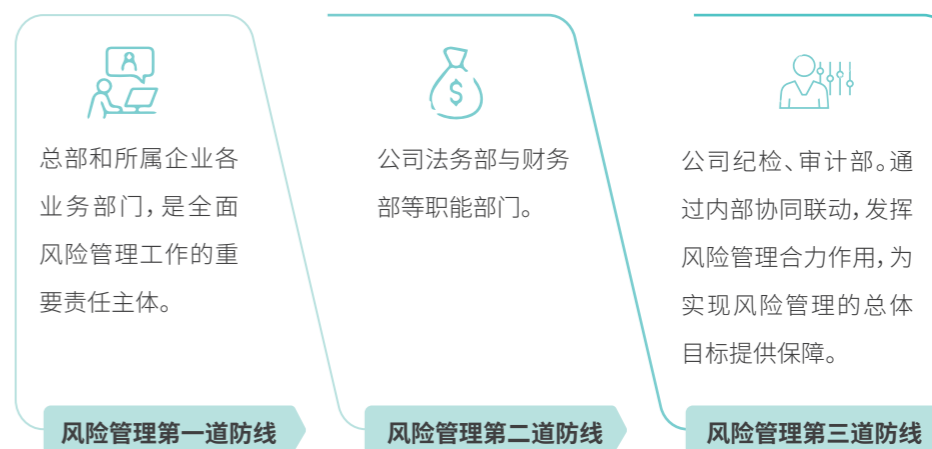 总部和所属企业各
业务部门，是全面
风险管理工作的重
要责任主体。
风险管理第一道防线
公司法务部与财务
部等职能部门。
风险管理第二道防线
公司纪检、审计部。通
过内部协同联动，发挥
风险管理合力作用，为
实现风险管理的总体
目标提供保障。
风险管理第三道防线